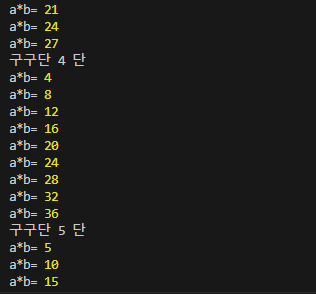 a*b= 21
a*b= 24
a*b= 27
구구단 4 단
a*b= 4
a*b= 8
a*b= 12
a*b= 16
a*b= 20
a*b= 24
a*b= 28
a*b= 32
a*b= 36
구구단 5 단
a*b= 5
a*b= 10
a*b= 15